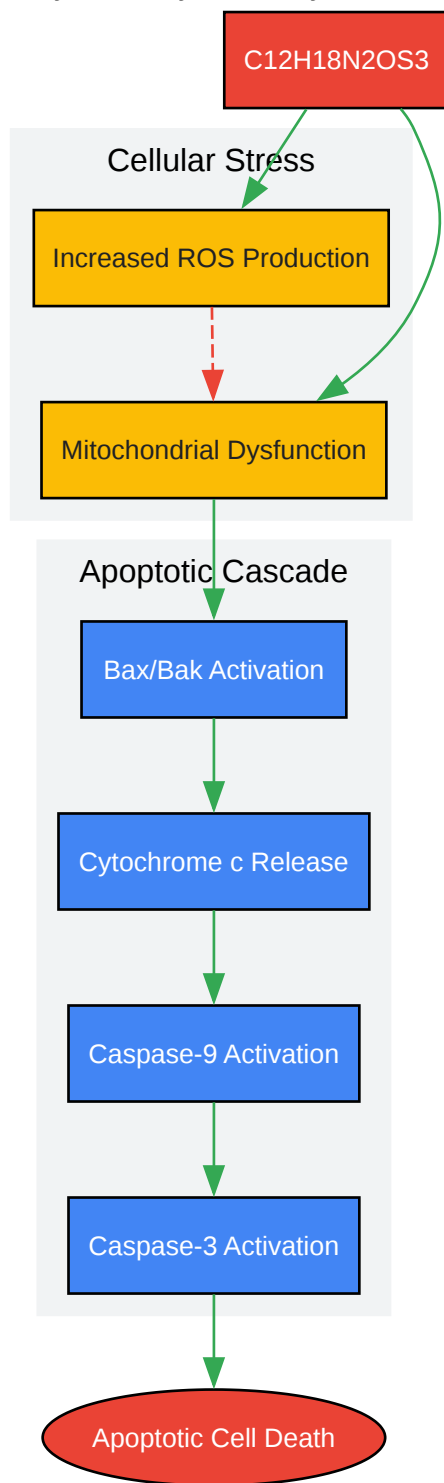 C12H18N2OS3
Cellular Stress
Increased ROS Production
Mitochondrial Dysfunction
Apoptotic Cascade
Bax/Bak Activation
Cytochrome c Release
Caspase-9 Activation
Caspase-3 Activation
Apoptotic Cell Death